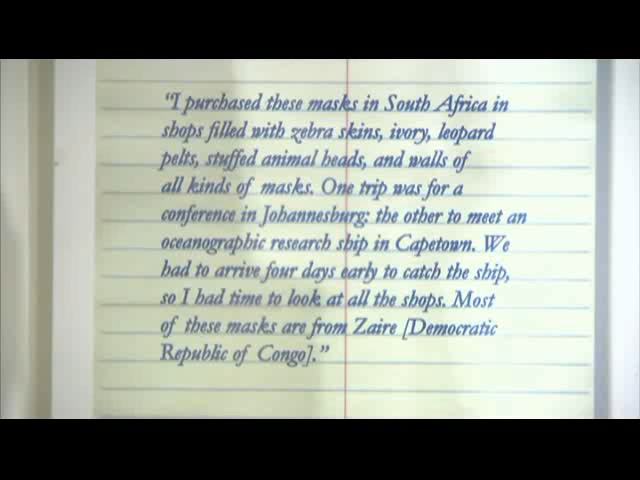 “I purchased these masks in South Africa in
shops filled with zebra skins, ivory, leopard
pelts, stuffed animal heads, and walls of
all kinds of masks. One trip was for a
conference in Johannesburg: the other to meet an
oceanographic research ship in Capetown. We
had to arrive four days early to catch the ship,
so I had time to look at all the shops. Most
of these masks are from Zaire [Democratic
Republic of Congo].”